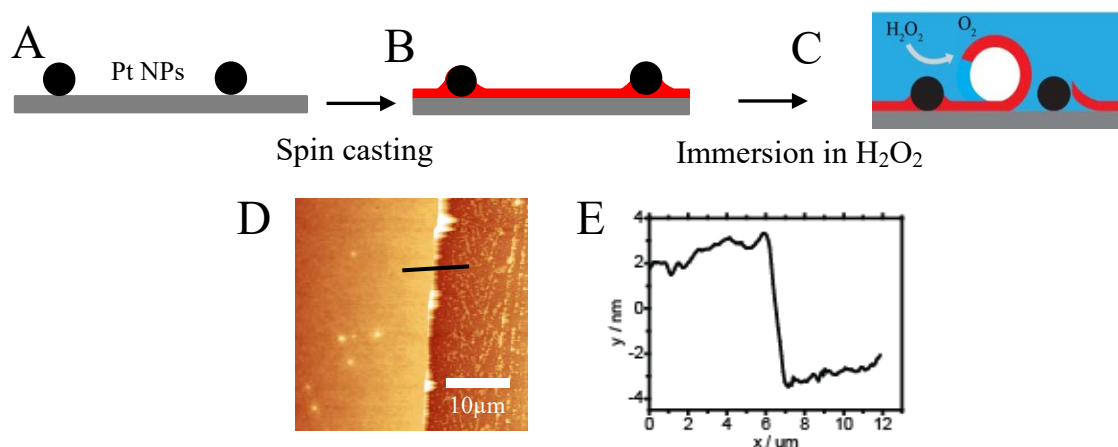 A
Pt NPs
B
C
H₂O₂
O₂
Spin casting
Immersion in H₂O₂
D
10µm
E
4
2
0
-2
-4
y / nm
0 2 4 6 8 10 12
x / um